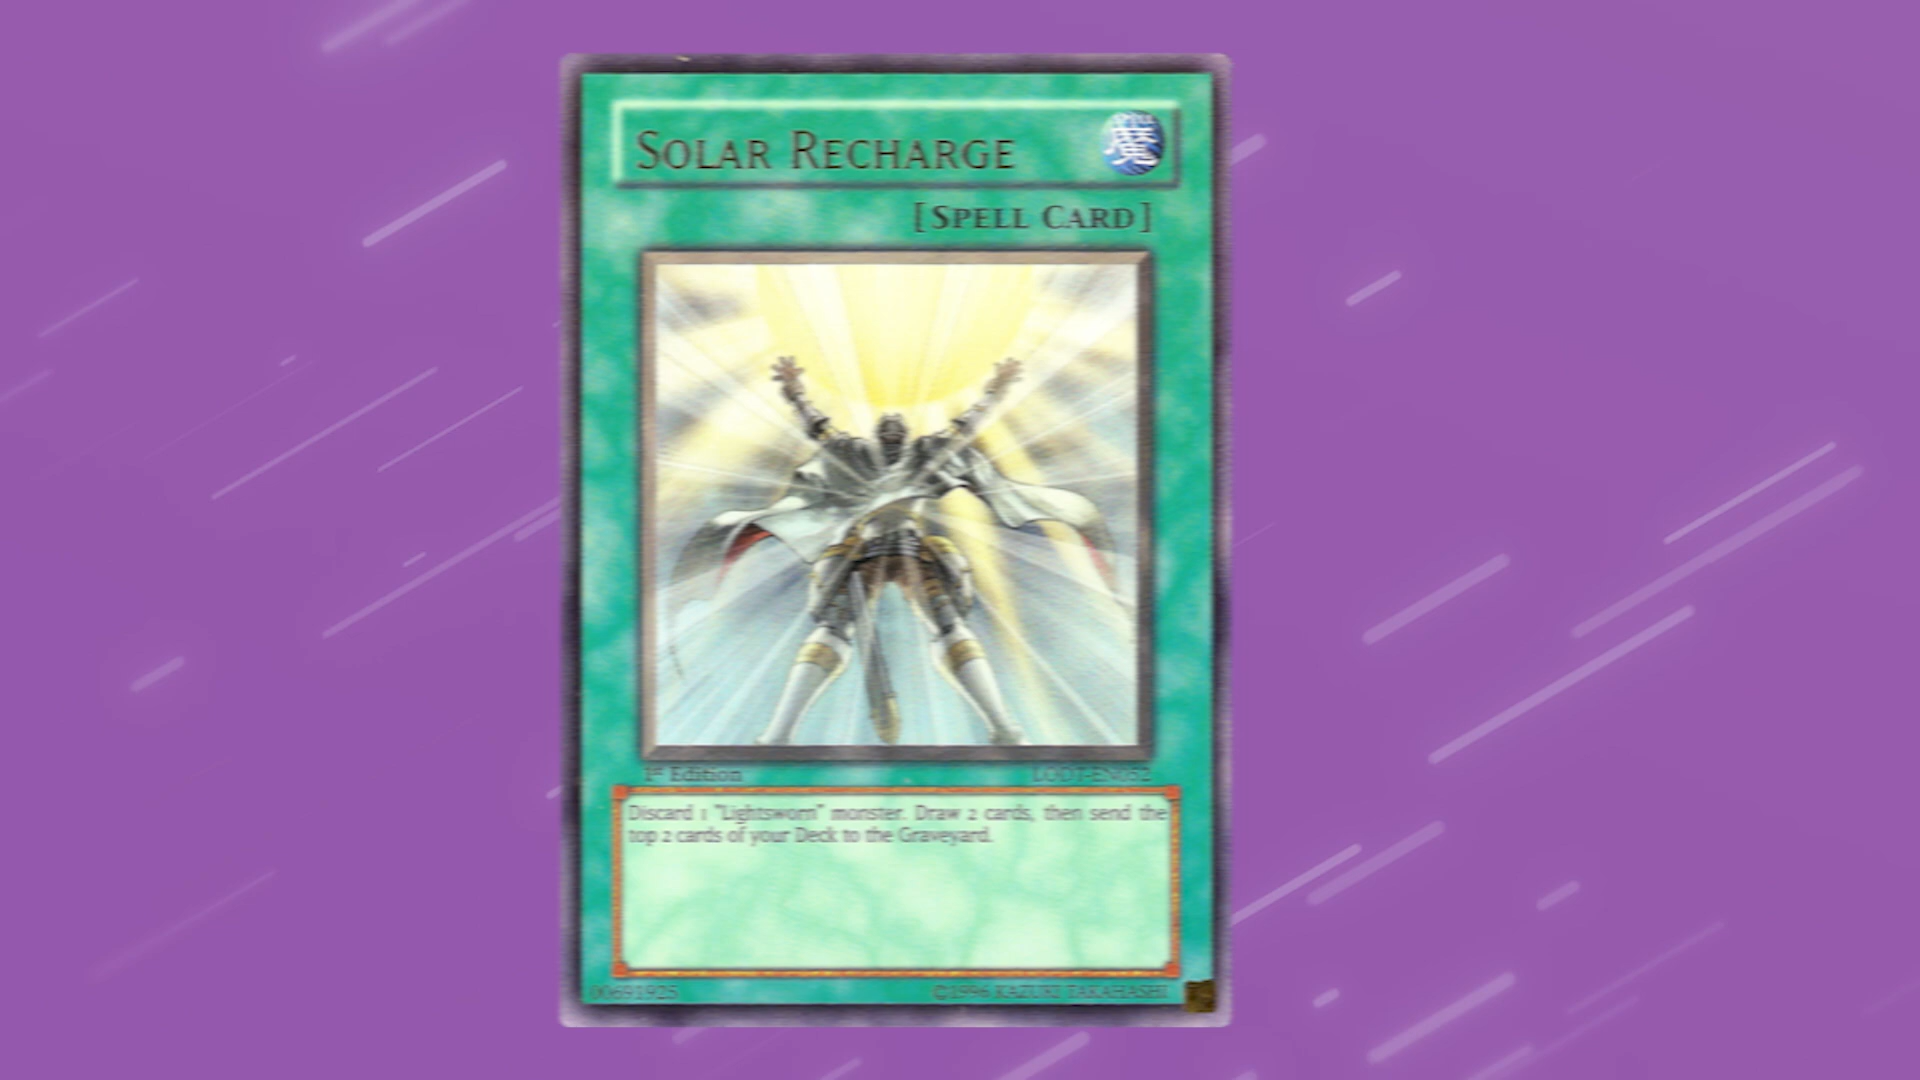 SOLAR RECHARGE
魔
[SPELL CARD]
1st Edition
LODT-EN052
Discard 1 "Lightsworn" monster. Draw 2 cards, then send the
top 2 cards of your Deck to the Graveyard.
00691925
©1996 KAZUKI TAKAHASHI